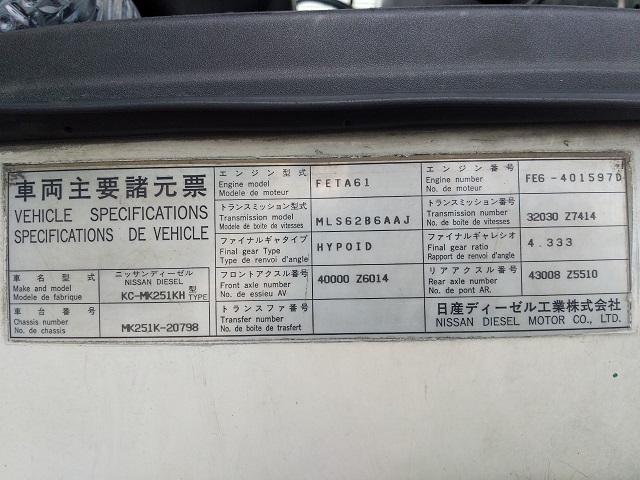 車両主要諸元票
VEHICLE SPECIFICATIONS
SPECIFICATIONS DE VEHICLE
車名型式
Make and model
Modele de fabrique
ニッサンディーゼル
NISSAN DIESEL
KC-MK251KH 型
TYPE
車台番号
Chassis number
No. de chassis
MK251K-20798
エンジン型式
Engine model
Modele de moteur
FETA61
トランスミッション型式
Transmission model
Modele de boite de vitesses
MLS62B6AAJ
ファイナルギヤタイプ
Final gear Type
Type de renvoi d'angle
HYPOID
フロントアクスル番号
Front axle number
No. de essieu AV
40000 Z6014
トランスファ番号
Transfer number
No. de boite de trasfert
エンジン番号
Engine number
No. de moteur
FE6-401597D
トランスミッション番号
Transmission number
No. de boite de vitesses
32030 Z7414
ファイナルギヤレシオ
Final gear ratio
Rapport de renvoi d'angle
4.333
リヤアクスル番号
Rear axle number
No. de pont AR.
43008 Z5510
日産ディーゼル工業株式会社
NISSAN DIESEL MOTOR CO., LTD.